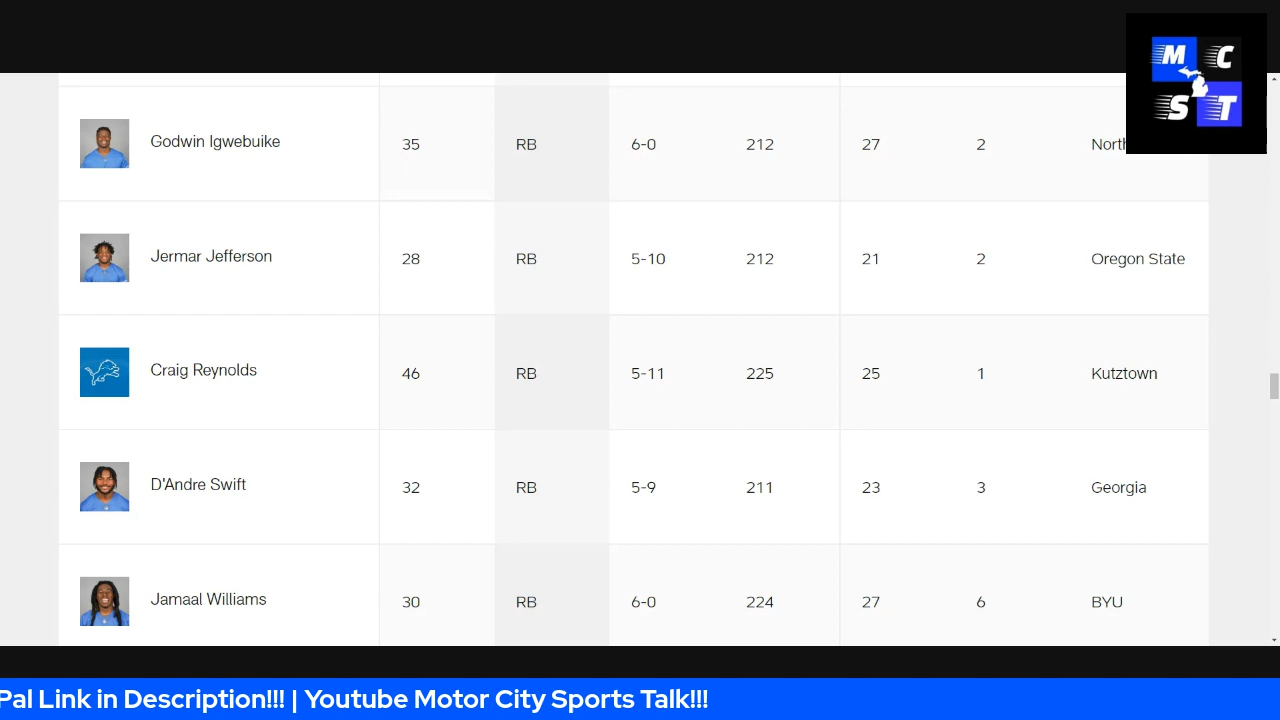 M C
S T
Godwin Igwebuike 35 RB 6-0 212 27 2
Jermar Jefferson 28 RB 5-10 212 21 2 Oregon State
Craig Reynolds 46 RB 5-11 225 25 1 Kutztown
D'Andre Swift 32 RB 5-9 211 23 3 Georgia
Jamaal Williams 30 RB 6-0 224 27 6 BYU
Pal Link in Description!!! | Youtube Motor City Sports Talk!!!